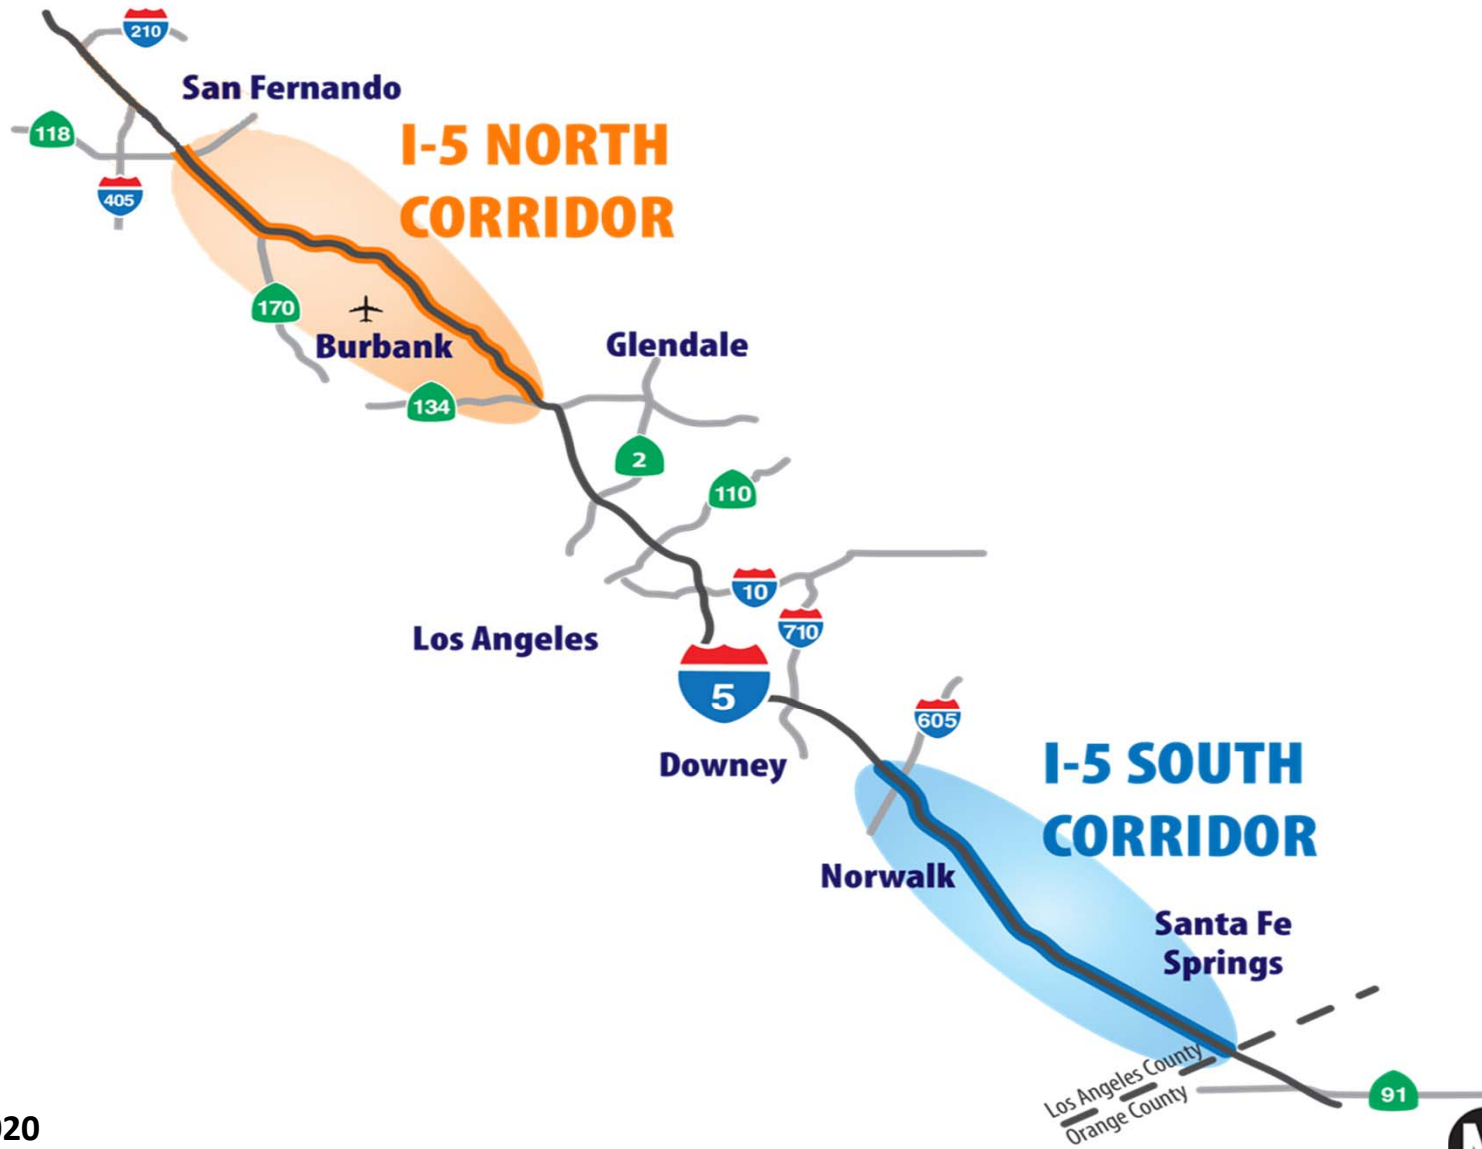 210
San Fernando
118
I-5 NORTH
CORRIDOR
405
170
Burbank
Glendale
134
2
110
10
710
Los Angeles
5
605
Downey
I-5 SOUTH
CORRIDOR
Norwalk
Santa Fe
Springs
Los Angeles County
Orange County
91
020